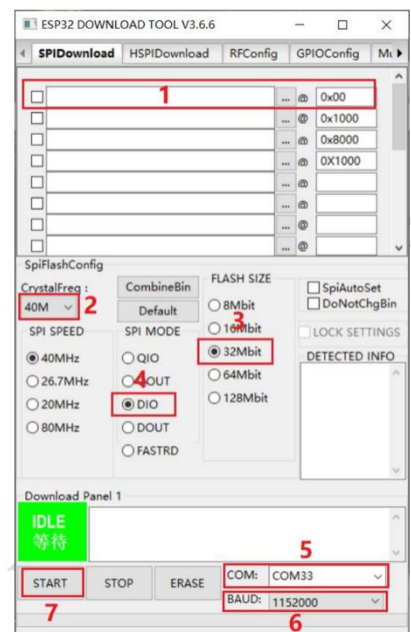 ESP32 DOWNLOAD TOOL V3.6.6
SPIDownload HSPIDownload RFConfig GPIOConfig
1 ... @ 0x00
... @ 0x1000
... @ 0x8000
... @ 0X1000
... @
... @
... @
SpiFlashConfig
CrystalFreq :
40M 2
SPI SPEED
40MHz
26.7MHz
20MHz
80MHz
CombineBin
Default
SPI MODE
QIO
4
DIO
DOUT
FASTRD
FLASH SIZE
8Mbit
3
16Mbit
32Mbit
64Mbit
128Mbit
SpiAutoSet
DoNotChgBin
LOCK SETTINGS
DETECTED INFO
Download Panel 1
IDLE
等待
5
START STOP ERASE
COM: COM33
BAUD: 1152000
7
6